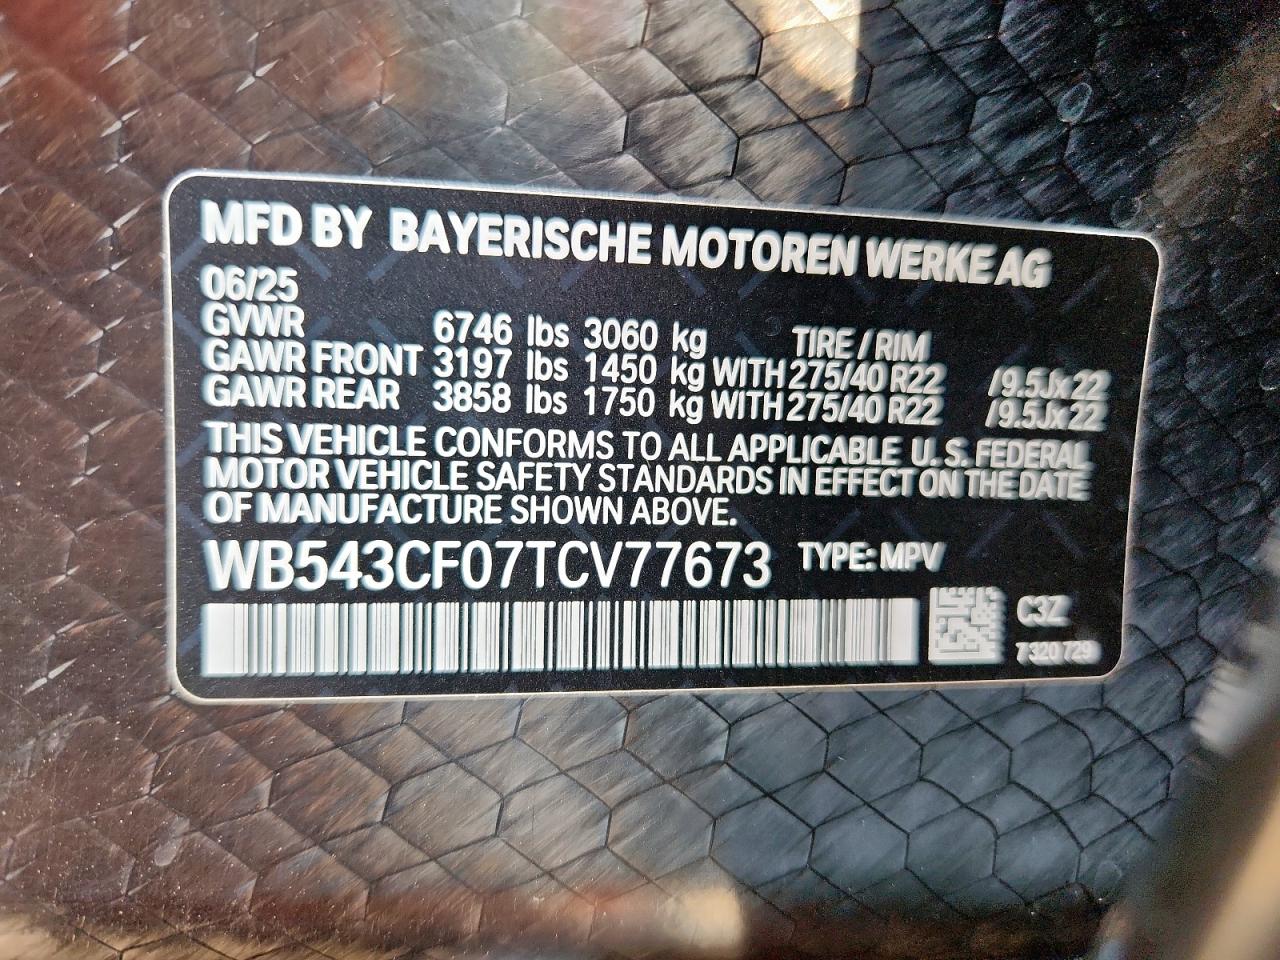 MFD BY BAYERISCHE MOTOREN WERKE AG
06/25
GVWR 6746 lbs 3060 kg TIRE / RIM
GAWR FRONT 3197 lbs 1450 kg WITH 275/40 R22 /9.5Jx22
GAWR REAR 3858 lbs 1750 kg WITH 275/40 R22 /9.5Jx22
THIS VEHICLE CONFORMS TO ALL APPLICABLE U.S. FEDERAL
MOTOR VEHICLE SAFETY STANDARDS IN EFFECT ON THE DATE
OF MANUFACTURE SHOWN ABOVE.
WB543CF07TCV77673 TYPE: MPV
C3Z
7 320 729